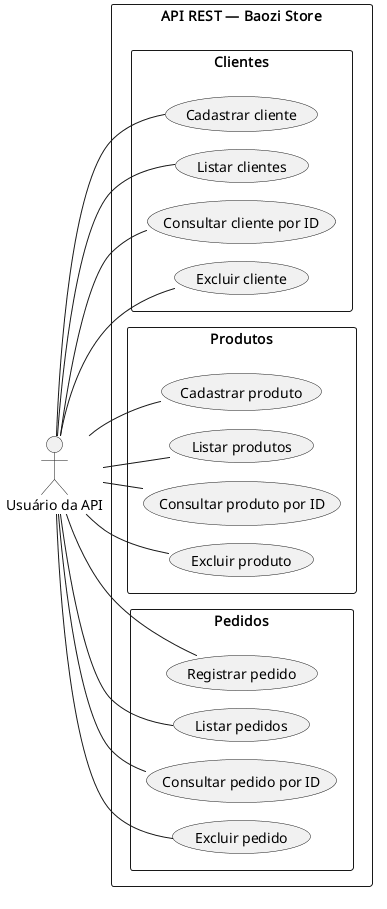 API REST — Baozi Store
Clientes
Cadastrar cliente
Listar clientes
Consultar cliente por ID
Excluir cliente
Produtos
Cadastrar produto
Listar produtos
Usuário da API
Consultar produto por ID
Excluir produto
Pedidos
Registrar pedido
Listar pedidos
Consultar pedido por ID
Excluir pedido